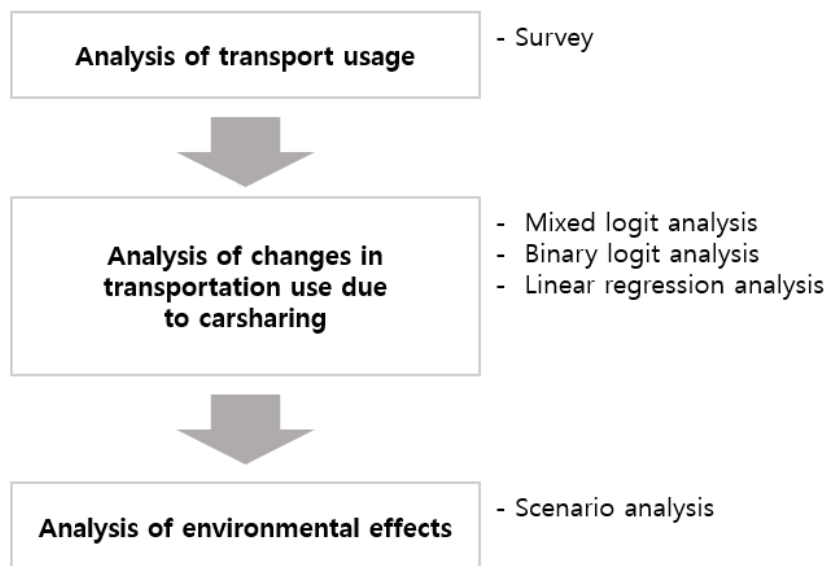 Analysis of transport usage
- Survey
Analysis of changes in
transportation use due
to carsharing
- Mixed logit analysis
- Binary logit analysis
- Linear regression analysis
Analysis of environmental effects
- Scenario analysis